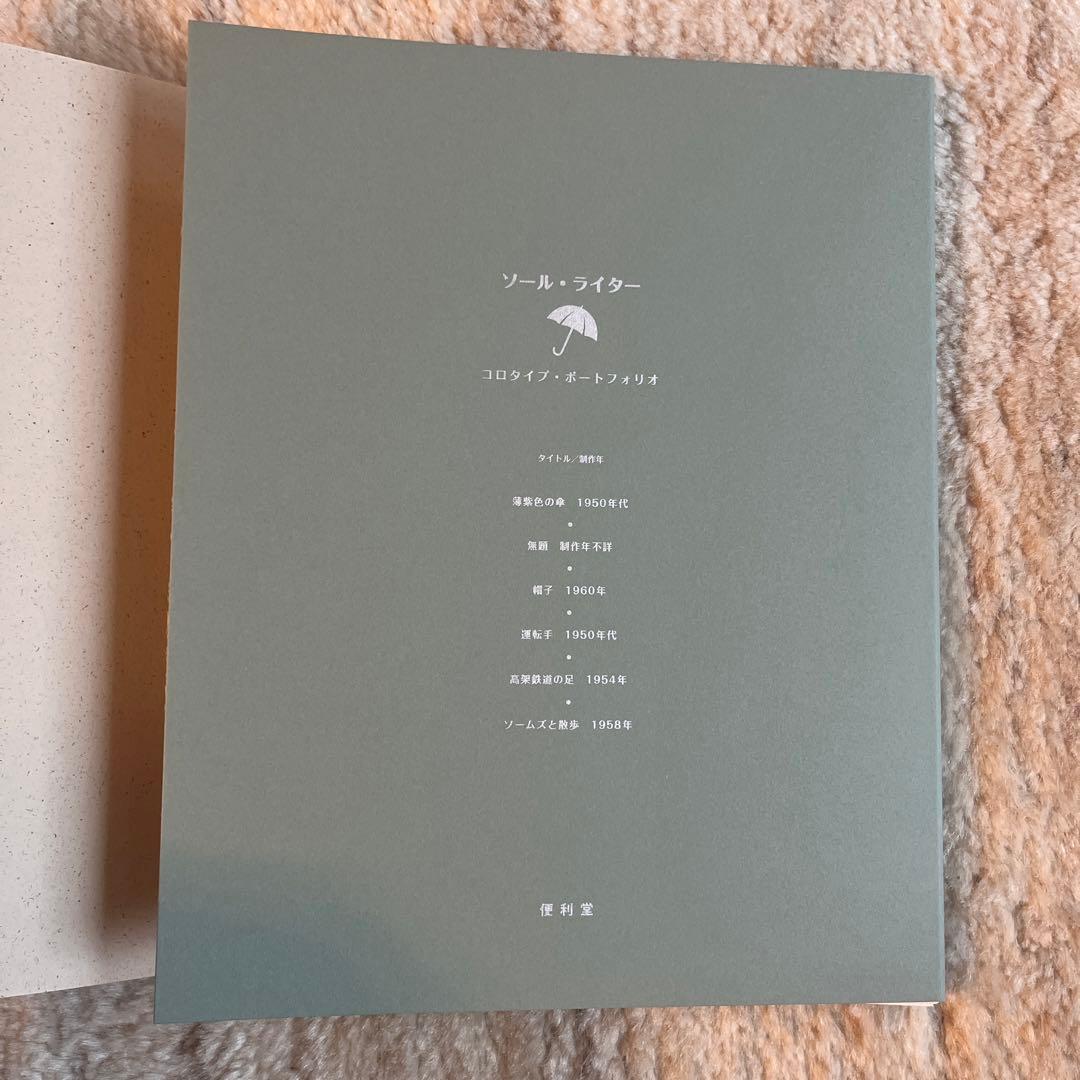 ソール・ライター
コロタイプ・ポートフォリオ
タイトル／制作年
薄紫色の傘　1950年代
無題　制作年不詳
帽子　1960年
運転手　1950年代
高架鉄道の足　1954年
ソームズと散歩　1958年
便利堂